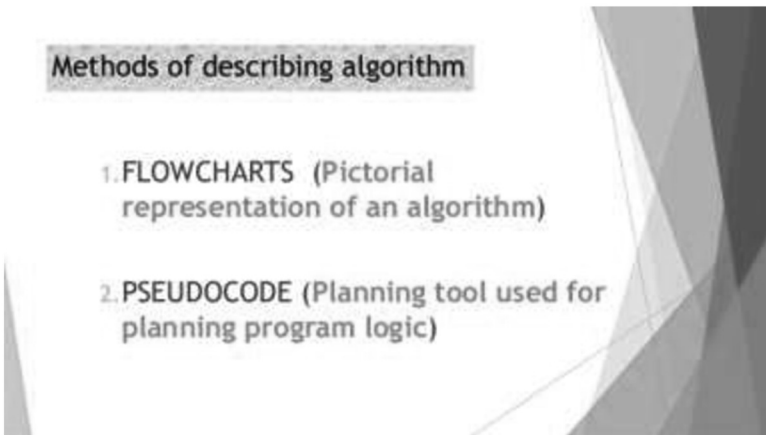 Methods of describing algorithm
1. FLOWCHARTS (Pictorial
representation of an algorithm)
2. PSEUDOCODE (Planning tool used for
planning program logic)